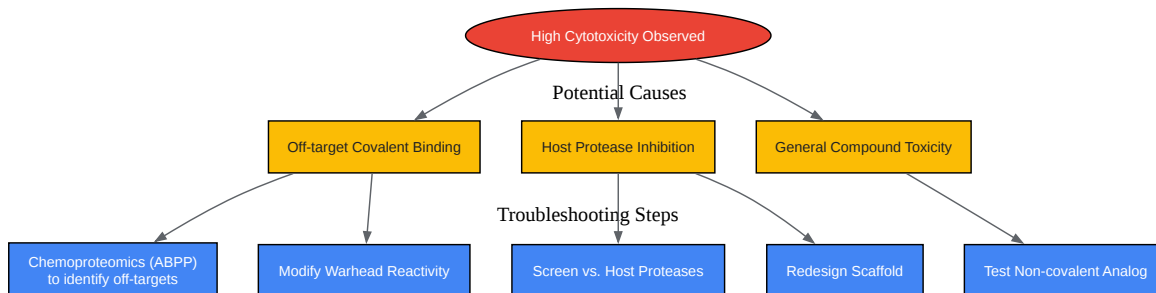 High Cytotoxicity Observed
Potential Causes
Off-target Covalent Binding
Host Protease Inhibition
General Compound Toxicity
Troubleshooting Steps
Chemoproteomics (ABPP)
to identify off-targets
Modify Warhead Reactivity
Screen vs. Host Proteases
Redesign Scaffold
Test Non-covalent Analog